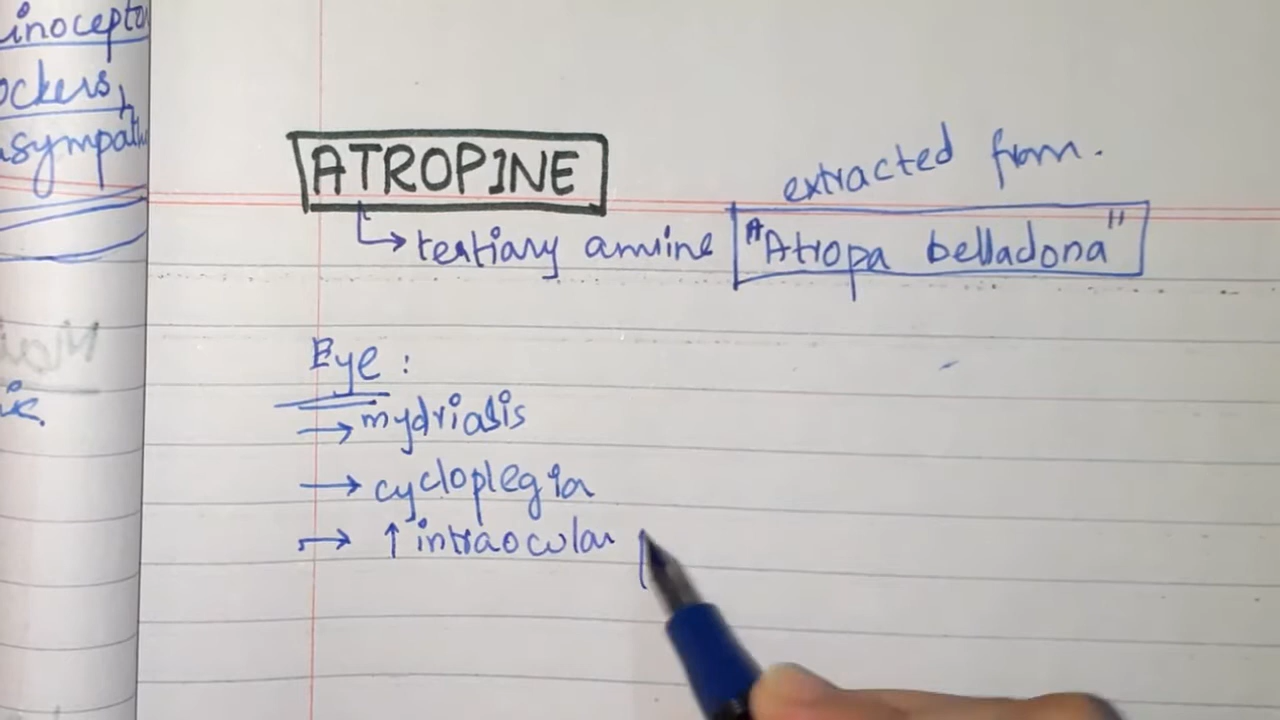 ATROPINE
extracted from.
→ tertiary amine "Atropa belladona"
Eye :
→ mydriasis
→ cycloplegia
→ ↑ intraocular